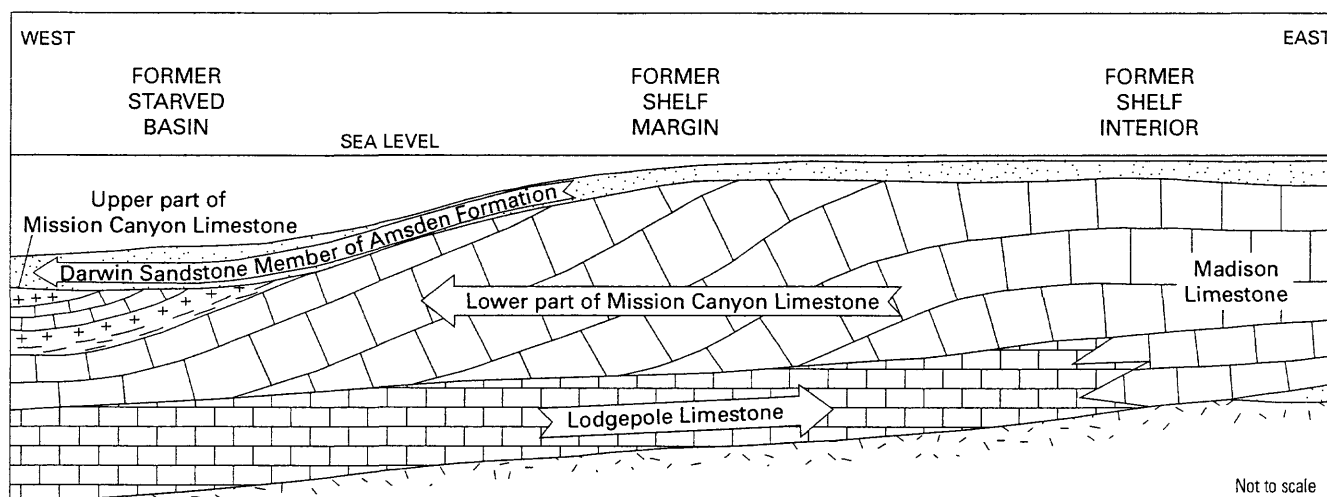 WEST
EAST
FORMER
STARVED
BASIN
FORMER
SHELF
MARGIN
FORMER
SHELF
INTERIOR
SEA LEVEL
Upper part of
Mission Canyon Limestone
Darwin Sandstone Member of Amsden Formation
Lower part of Mission Canyon Limestone
Madison
Limestone
Lodgepole Limestone
Not to scale